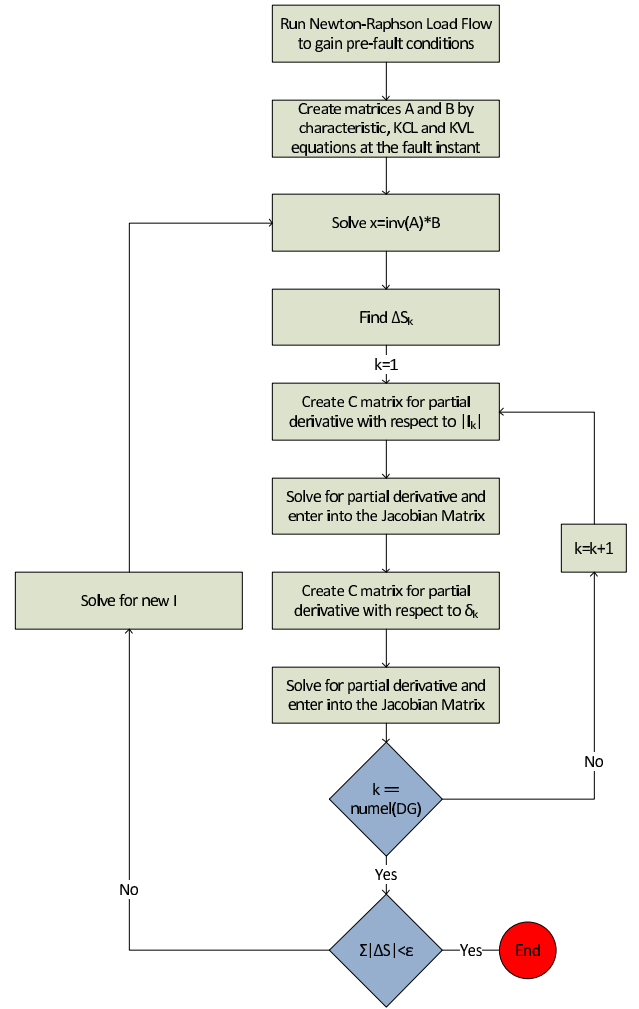 Run Newton-Raphson Load Flow
to gain pre-fault conditions
Create matrices A and B by
characteristic, KCL and KVL
equations at the fault instant
Solve x=inv(A)*B
Find ΔSₖ
k=1
Create C matrix for partial
derivative with respect to |Iₖ|
Solve for partial derivative and
enter into the Jacobian Matrix
k=k+1
Solve for new I
Create C matrix for partial
derivative with respect to δₖ
Solve for partial derivative and
enter into the Jacobian Matrix
No
k ==
numel(DG)
Yes
No
Σ|ΔS|<ε
Yes
End